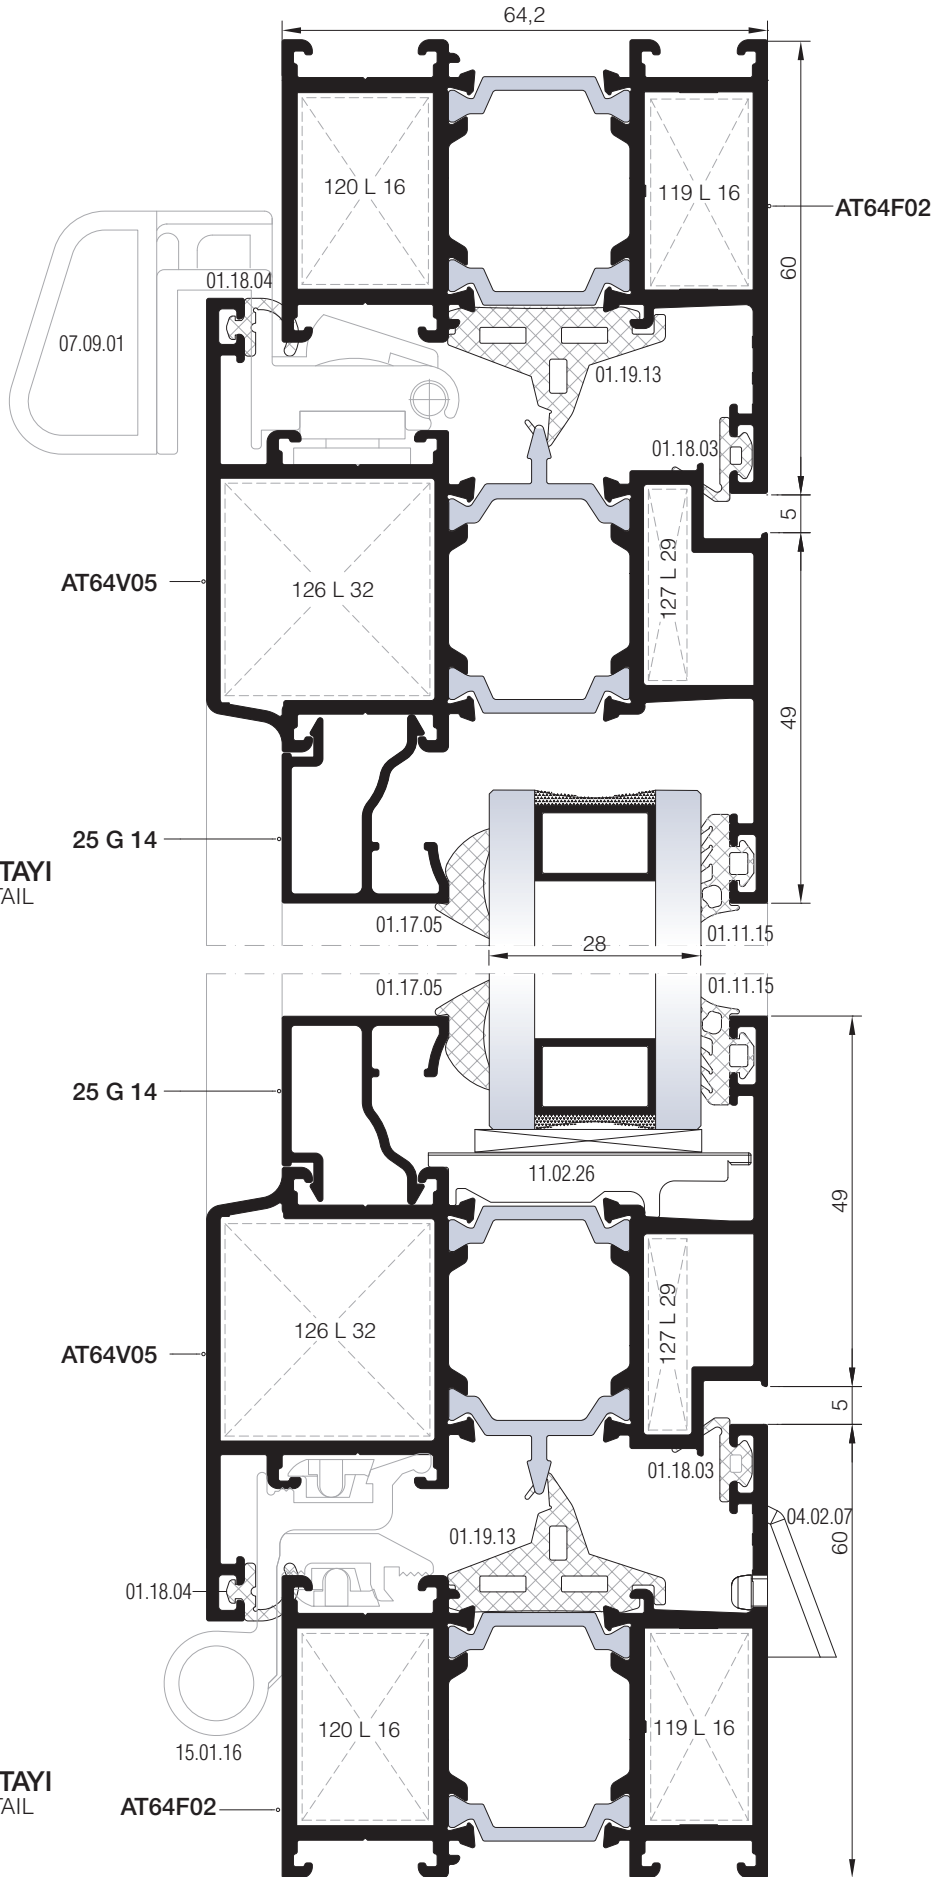 64,2
120 L 16
119 L 16
AT64F02
60
01.18.04
07.09.01
01.19.13
01.18.03
5
AT64V05
126 L 32
127 L 29
49
25 G 14
TAYI
TAIL
01.17.05
01.11.15
28
01.17.05
01.11.15
25 G 14
11.02.26
49
AT64V05
126 L 32
127 L 29
5
01.18.03
04.02.07
01.19.13
60
01.18.04
120 L 16
119 L 16
15.01.16
TAYI
TAIL
AT64F02